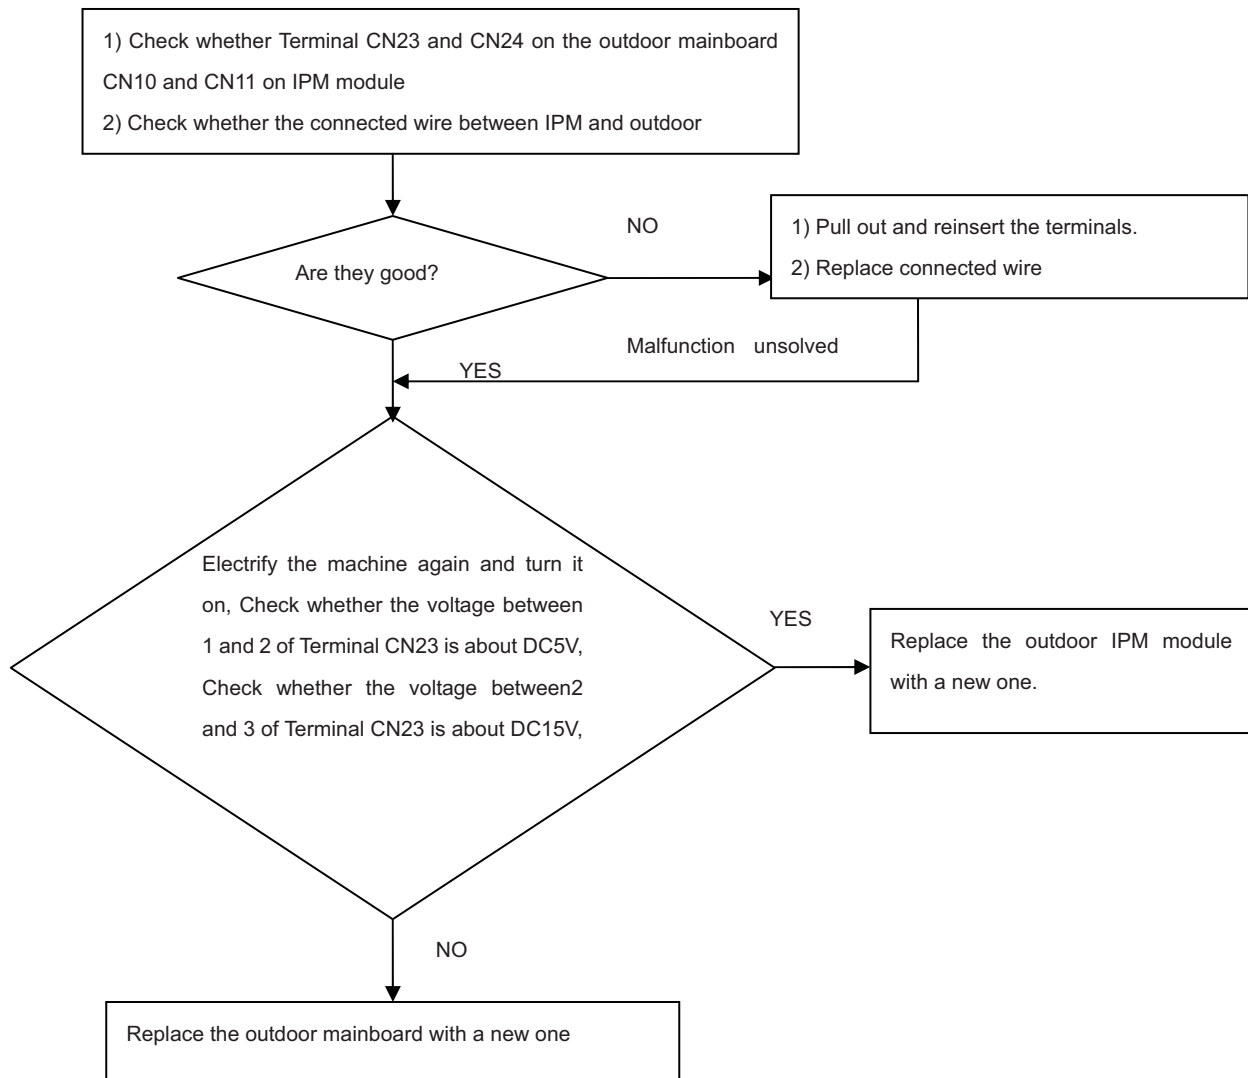 1) Check whether Terminal CN23 and CN24 on the outdoor mainboard
CN10 and CN11 on IPM module
2) Check whether the connected wire between IPM and outdoor
NO
1) Pull out and reinsert the terminals.
2) Replace connected wire
Are they good?
Malfunction unsolved
YES
Electrify the machine again and turn it
on, Check whether the voltage between
1 and 2 of Terminal CN23 is about DC5V,
Check whether the voltage between2
and 3 of Terminal CN23 is about DC15V,
YES
Replace the outdoor IPM module
with a new one.
NO
Replace the outdoor mainboard with a new one